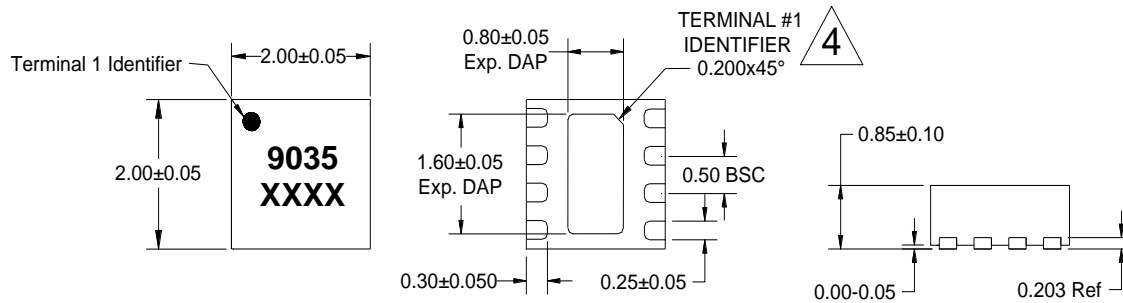 Terminal 1 Identifier
2.00±0.05
2.00±0.05
9035
XXXX
0.80±0.05
Exp. DAP
TERMINAL #1
IDENTIFIER
0.200x45°
4
1.60±0.05
Exp. DAP
0.50 BSC
0.30±0.050
0.25±0.05
0.85±0.10
0.00-0.05
0.203 Ref